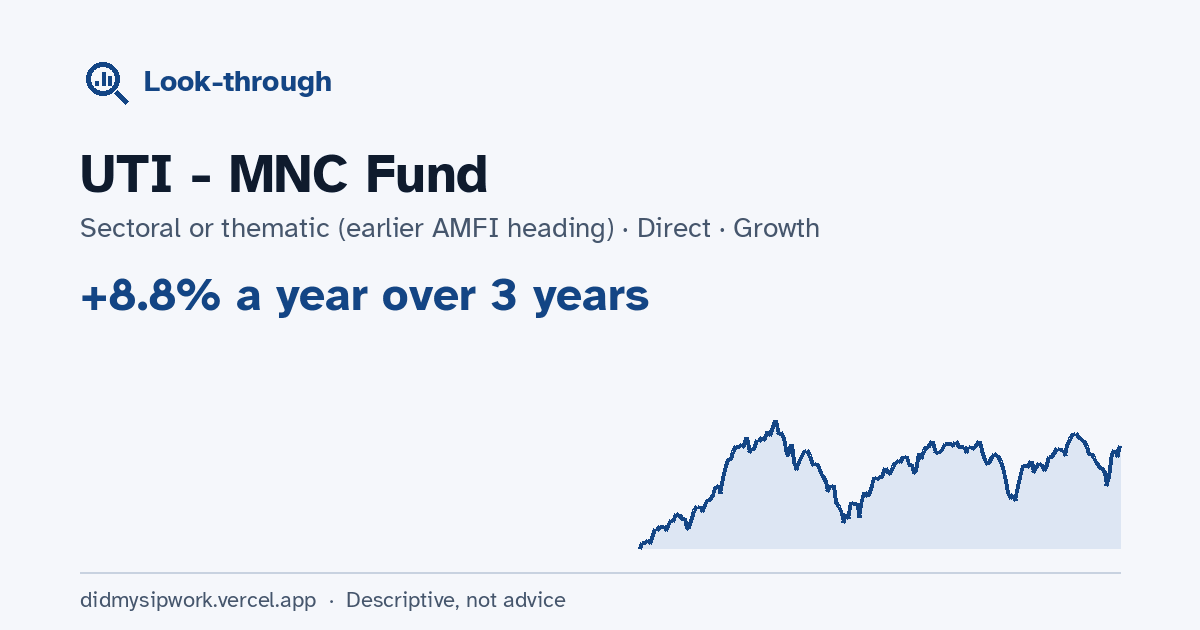 Look-through
UTI - MNC Fund
Sectoral or thematic (earlier AMFI heading) · Direct · Growth
+8.8% a year over 3 years
didmysipwork.vercel.app · Descriptive, not advice